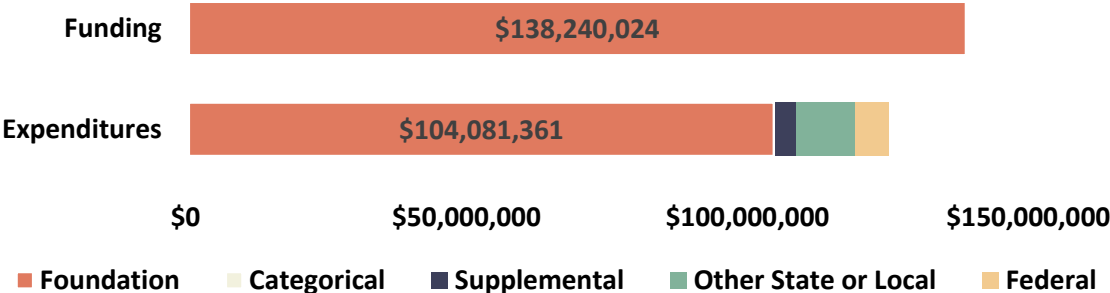 Funding
$138,240,024
Expenditures
$104,081,361
$0 $50,000,000 $100,000,000 $150,000,000
Foundation Categorical Supplemental Other State or Local Federal